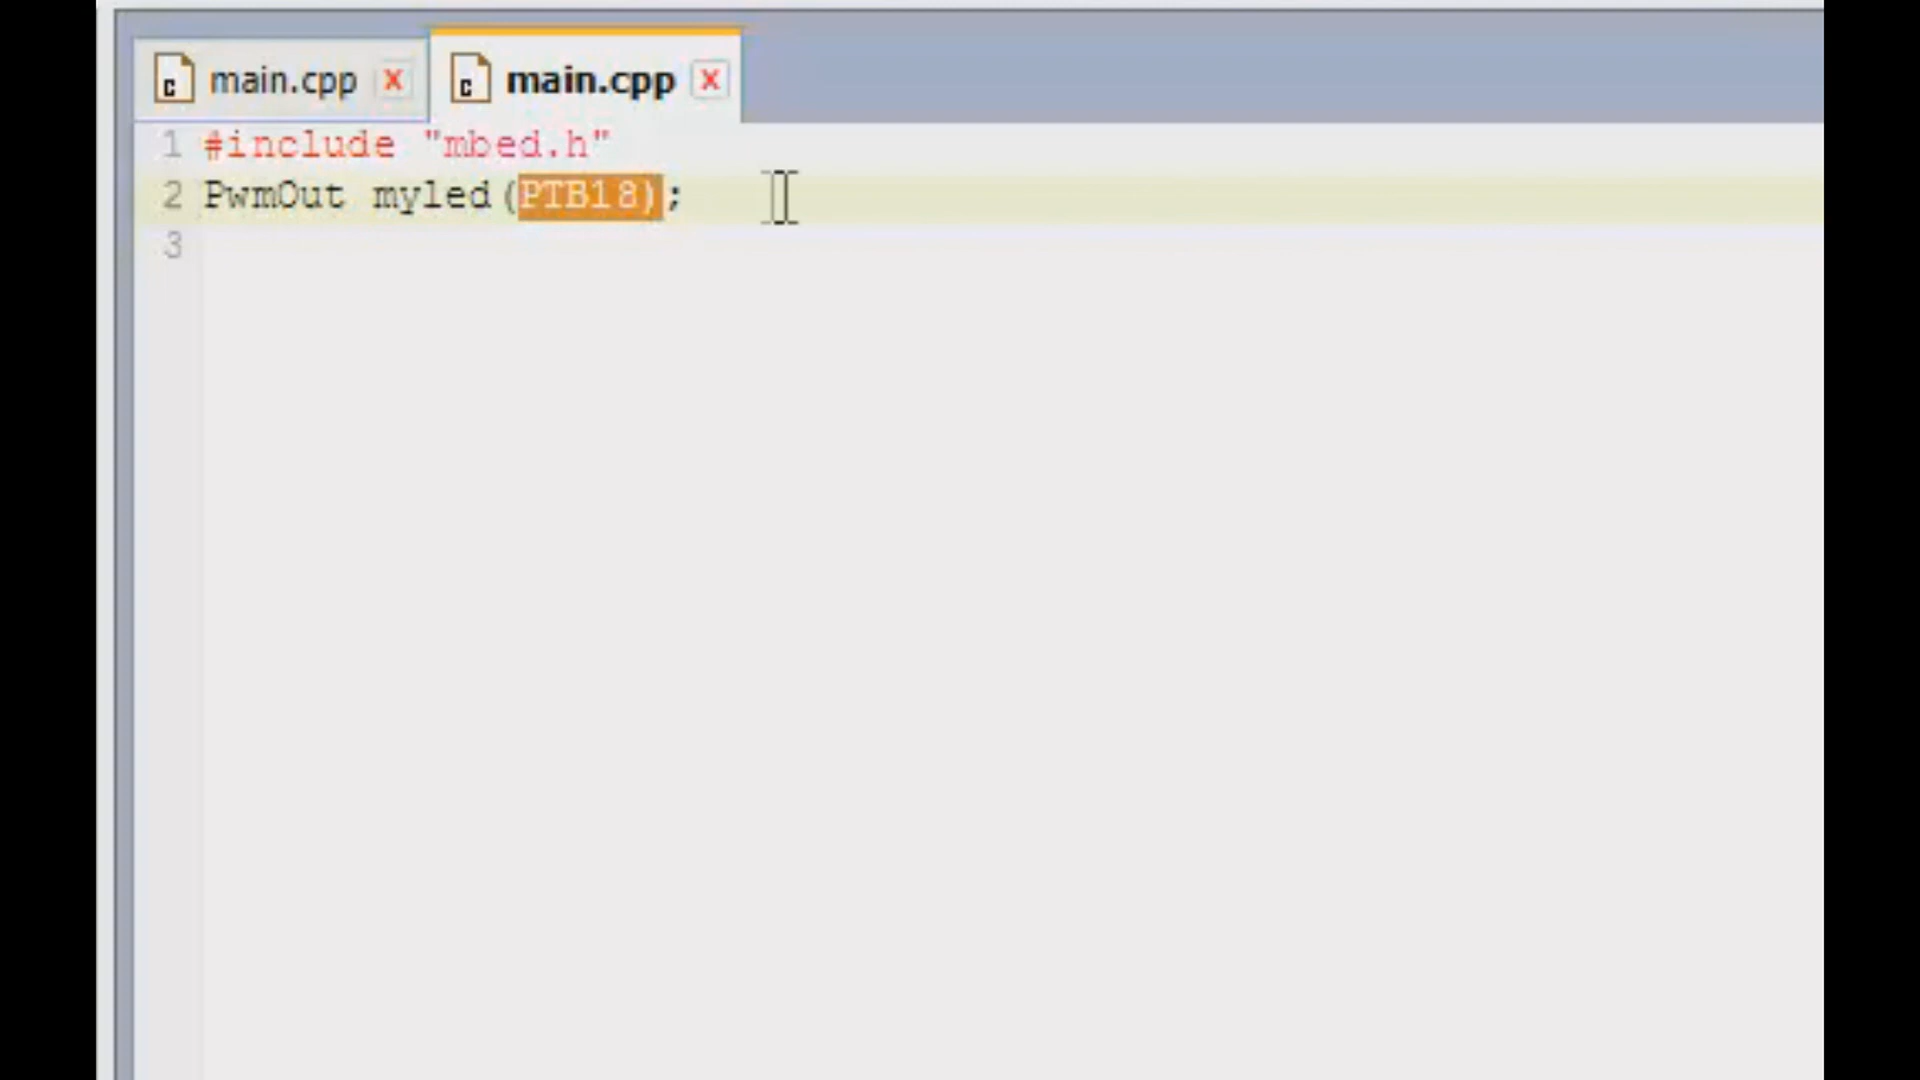 main.cpp x main.cpp x
1 #include "mbed.h"
2 PwmOut myled(PTB18);
3